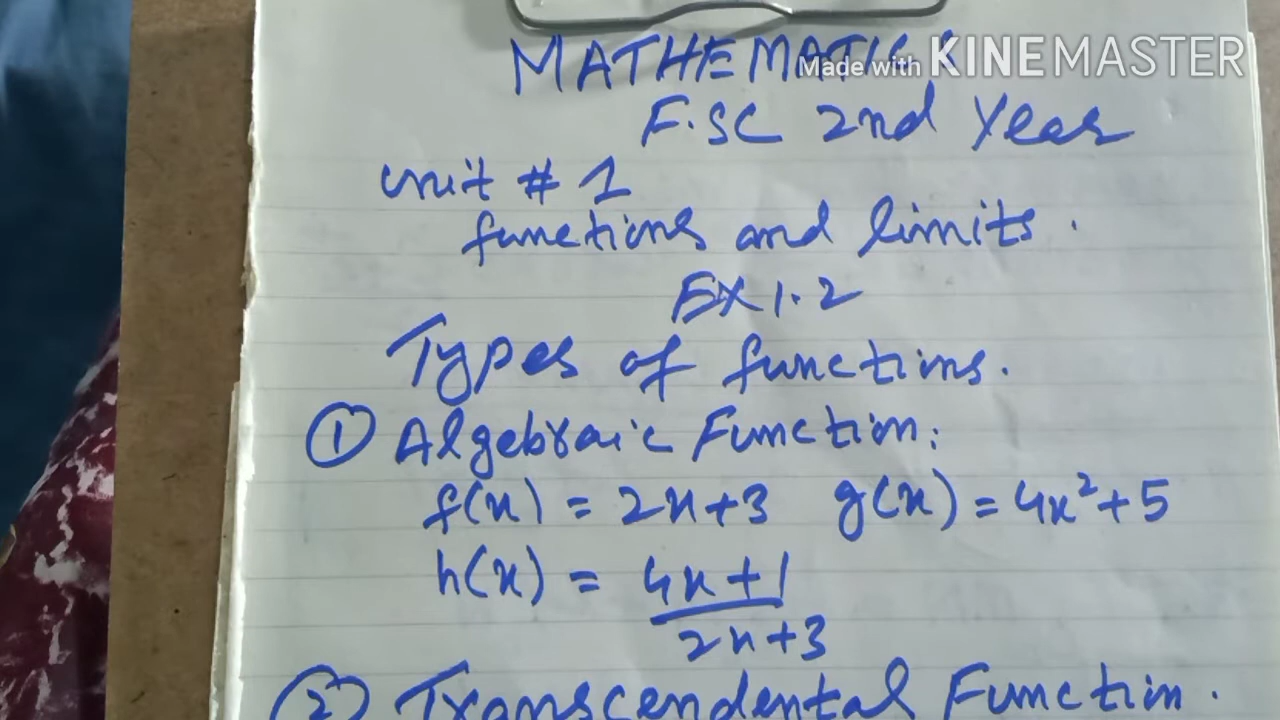 MATHEMATICS
Made with KINEMASTER
F.SC 2nd Year
unit # 1
functions and limits.
EX 1.2
Types of functions.
① Algebraic Function:
f(x) = 2x+3 g(x) = 4x²+5
h(x) = 4x+1
2x+3
② Transcendental Function.